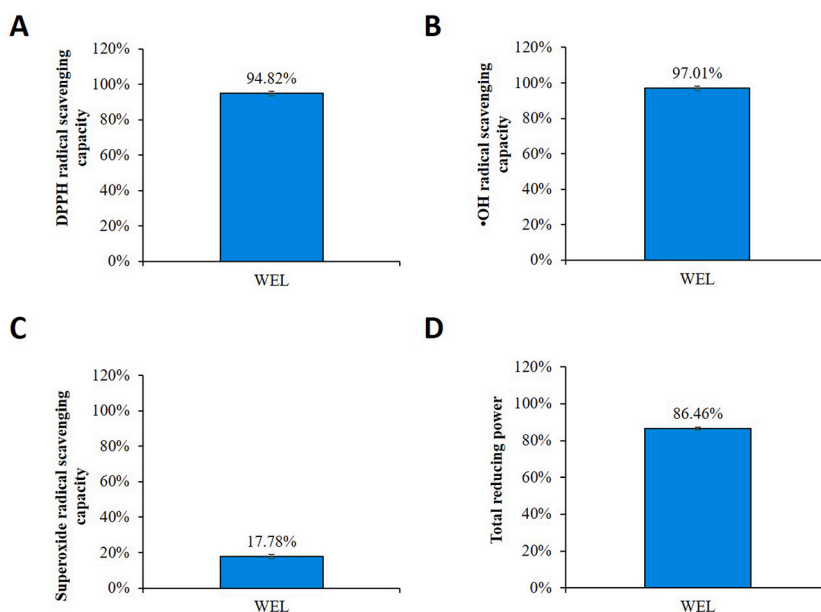 A
DPPH radical scavenging
capacity
120%
100%
80%
60%
40%
20%
0%
94.82%
WEL
B
•OH radical scavenging
capacity
120%
100%
80%
60%
40%
20%
0%
97.01%
WEL
C
Superoxide radical scavenging
capacity
120%
100%
80%
60%
40%
20%
0%
17.78%
WEL
D
Total reducing power
120%
100%
80%
60%
40%
20%
0%
86.46%
WEL